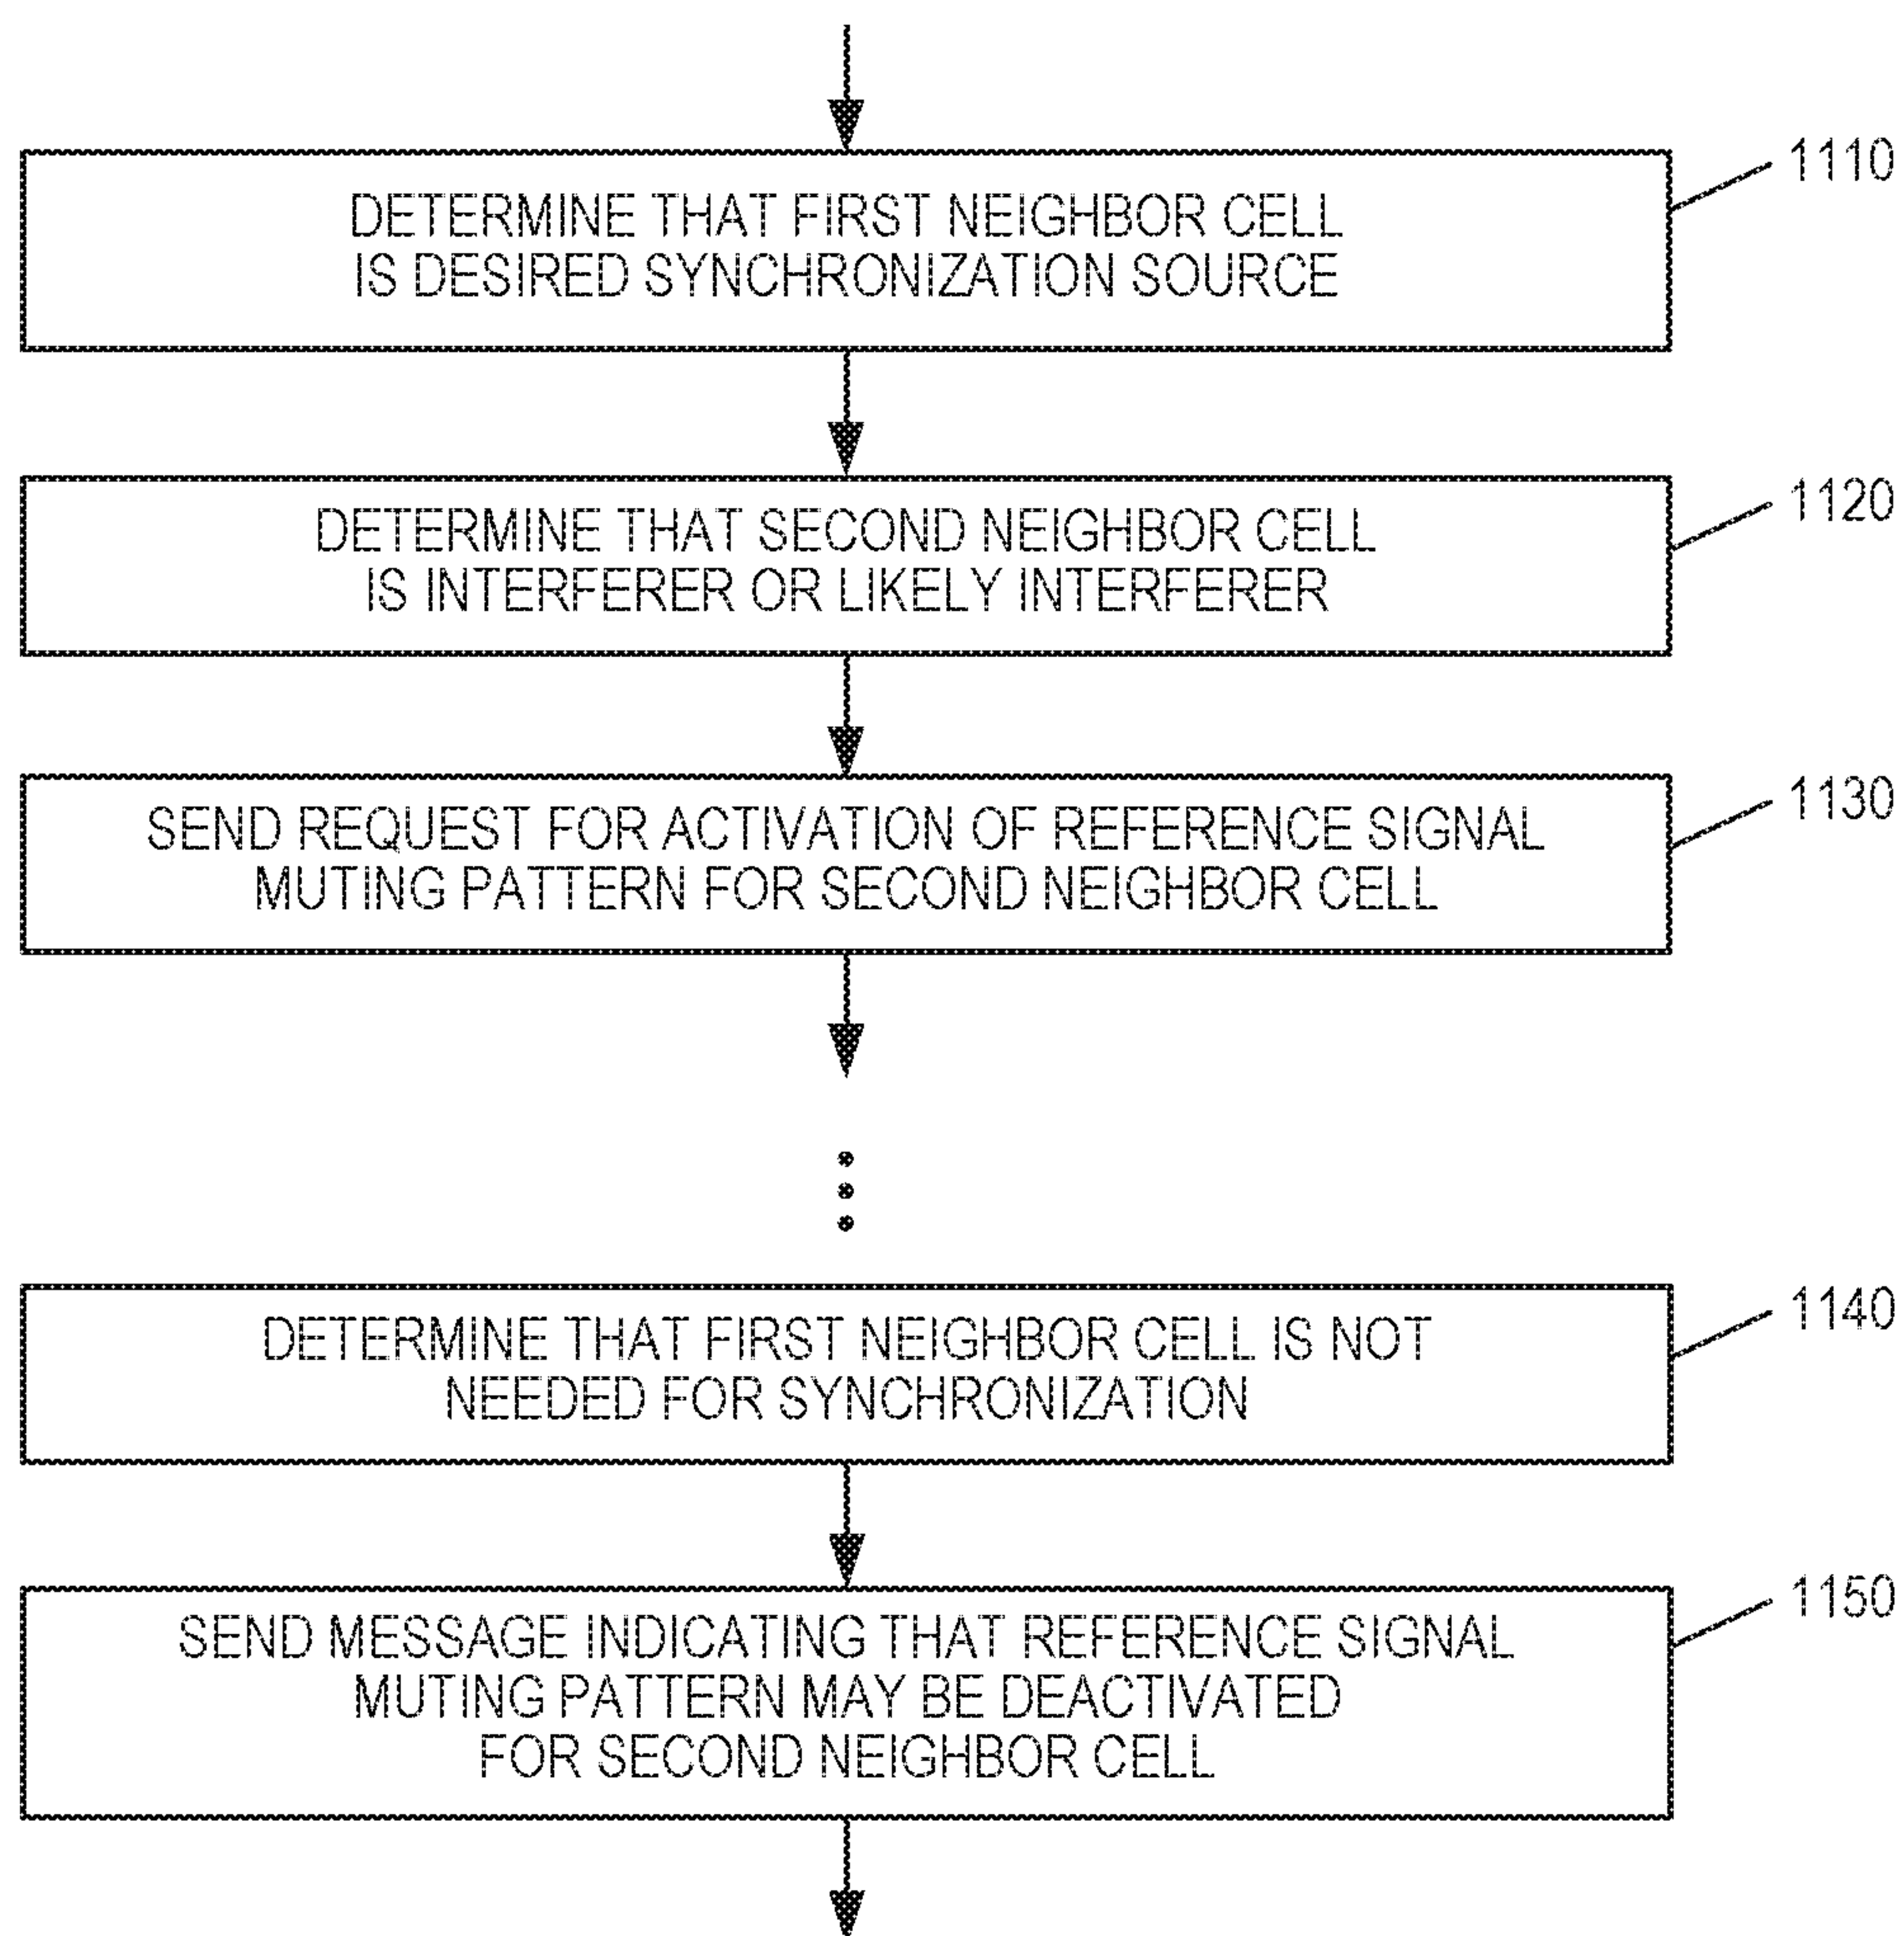 1110
DETERMINE THAT FIRST NEIGHBOR CELL
IS DESIRED SYNCHRONIZATION SOURCE
1120
DETERMINE THAT SECOND NEIGHBOR CELL
IS INTERFERER OR LIKELY INTERFERER
1130
SEND REQUEST FOR ACTIVATION OF REFERENCE SIGNAL
MUTING PATTERN FOR SECOND NEIGHBOR CELL
1140
DETERMINE THAT FIRST NEIGHBOR CELL IS NOT
NEEDED FOR SYNCHRONIZATION
1150
SEND MESSAGE INDICATING THAT REFERENCE SIGNAL
MUTING PATTERN MAY BE DEACTIVATED
FOR SECOND NEIGHBOR CELL